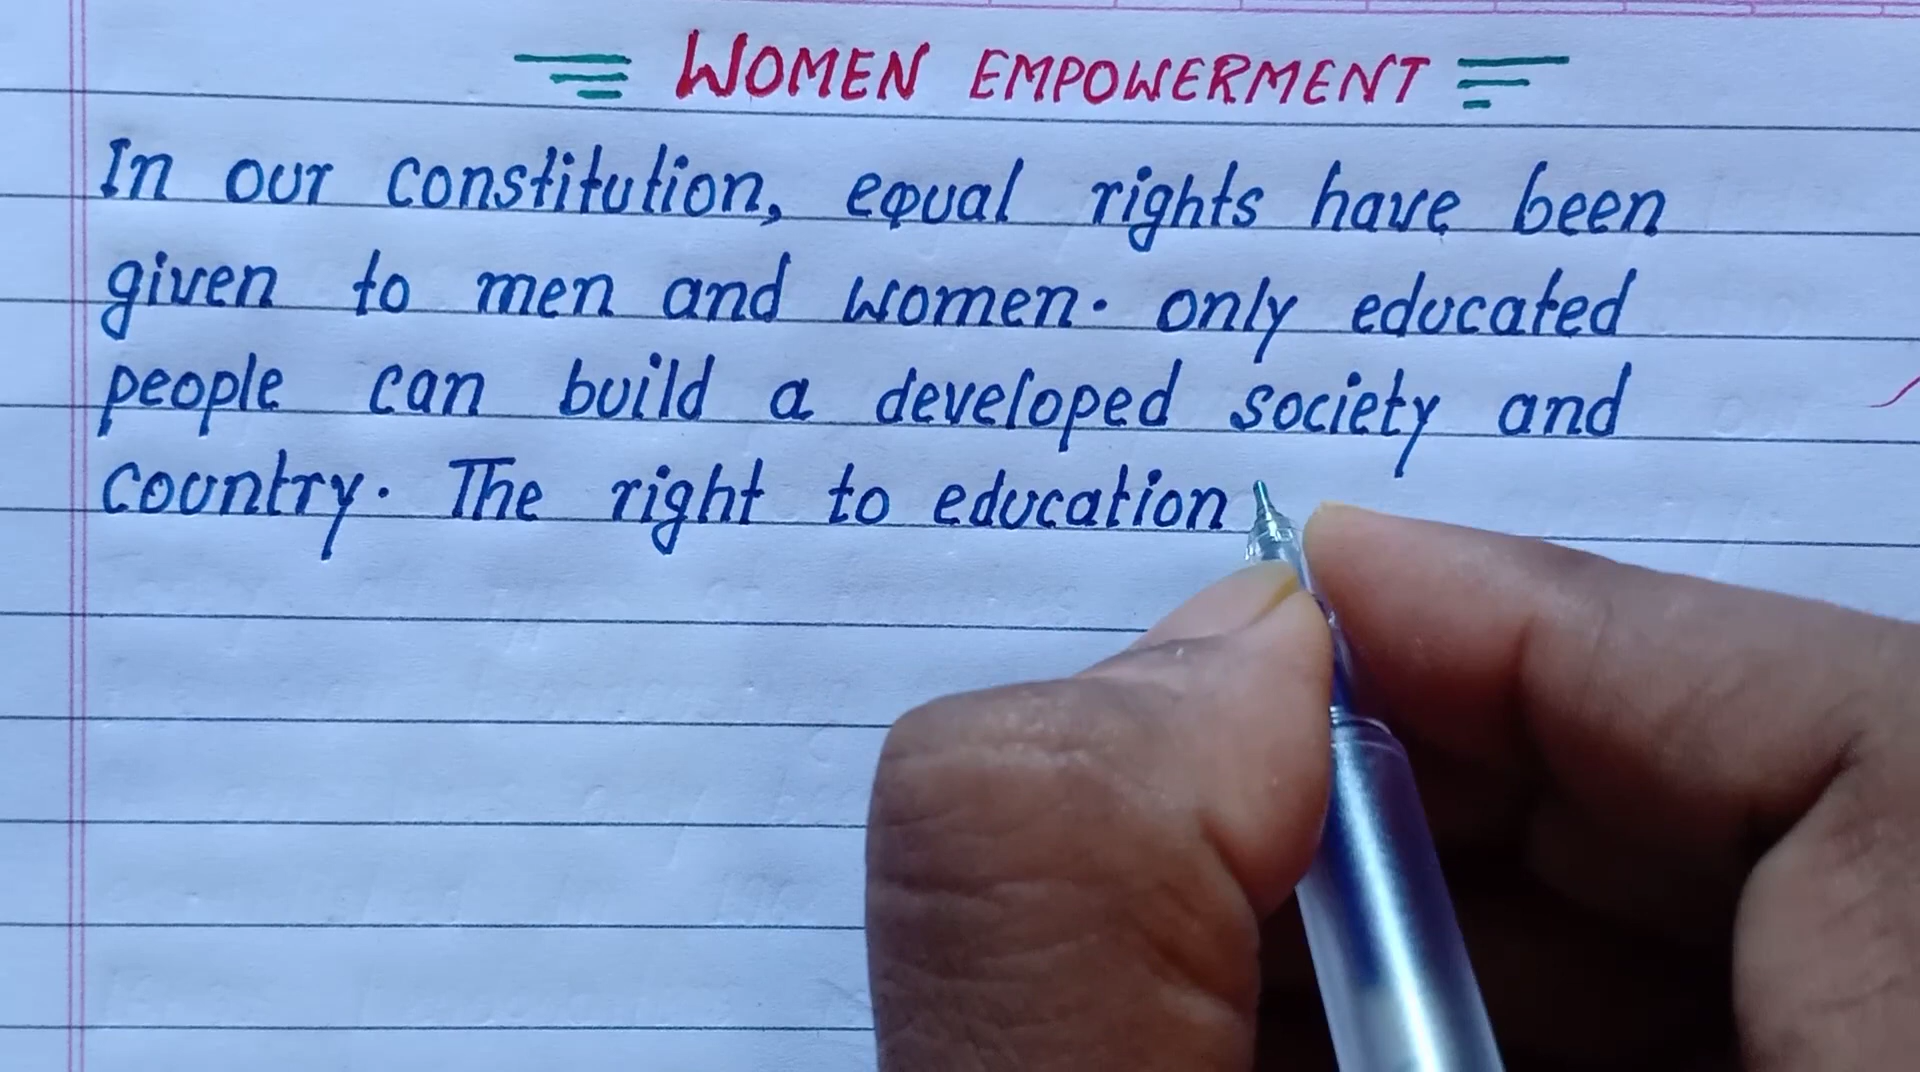 WOMEN EMPOWERMENT
In our constitution, equal rights have been
given to men and women. only educated
people can build a developed society and
country. The right to education